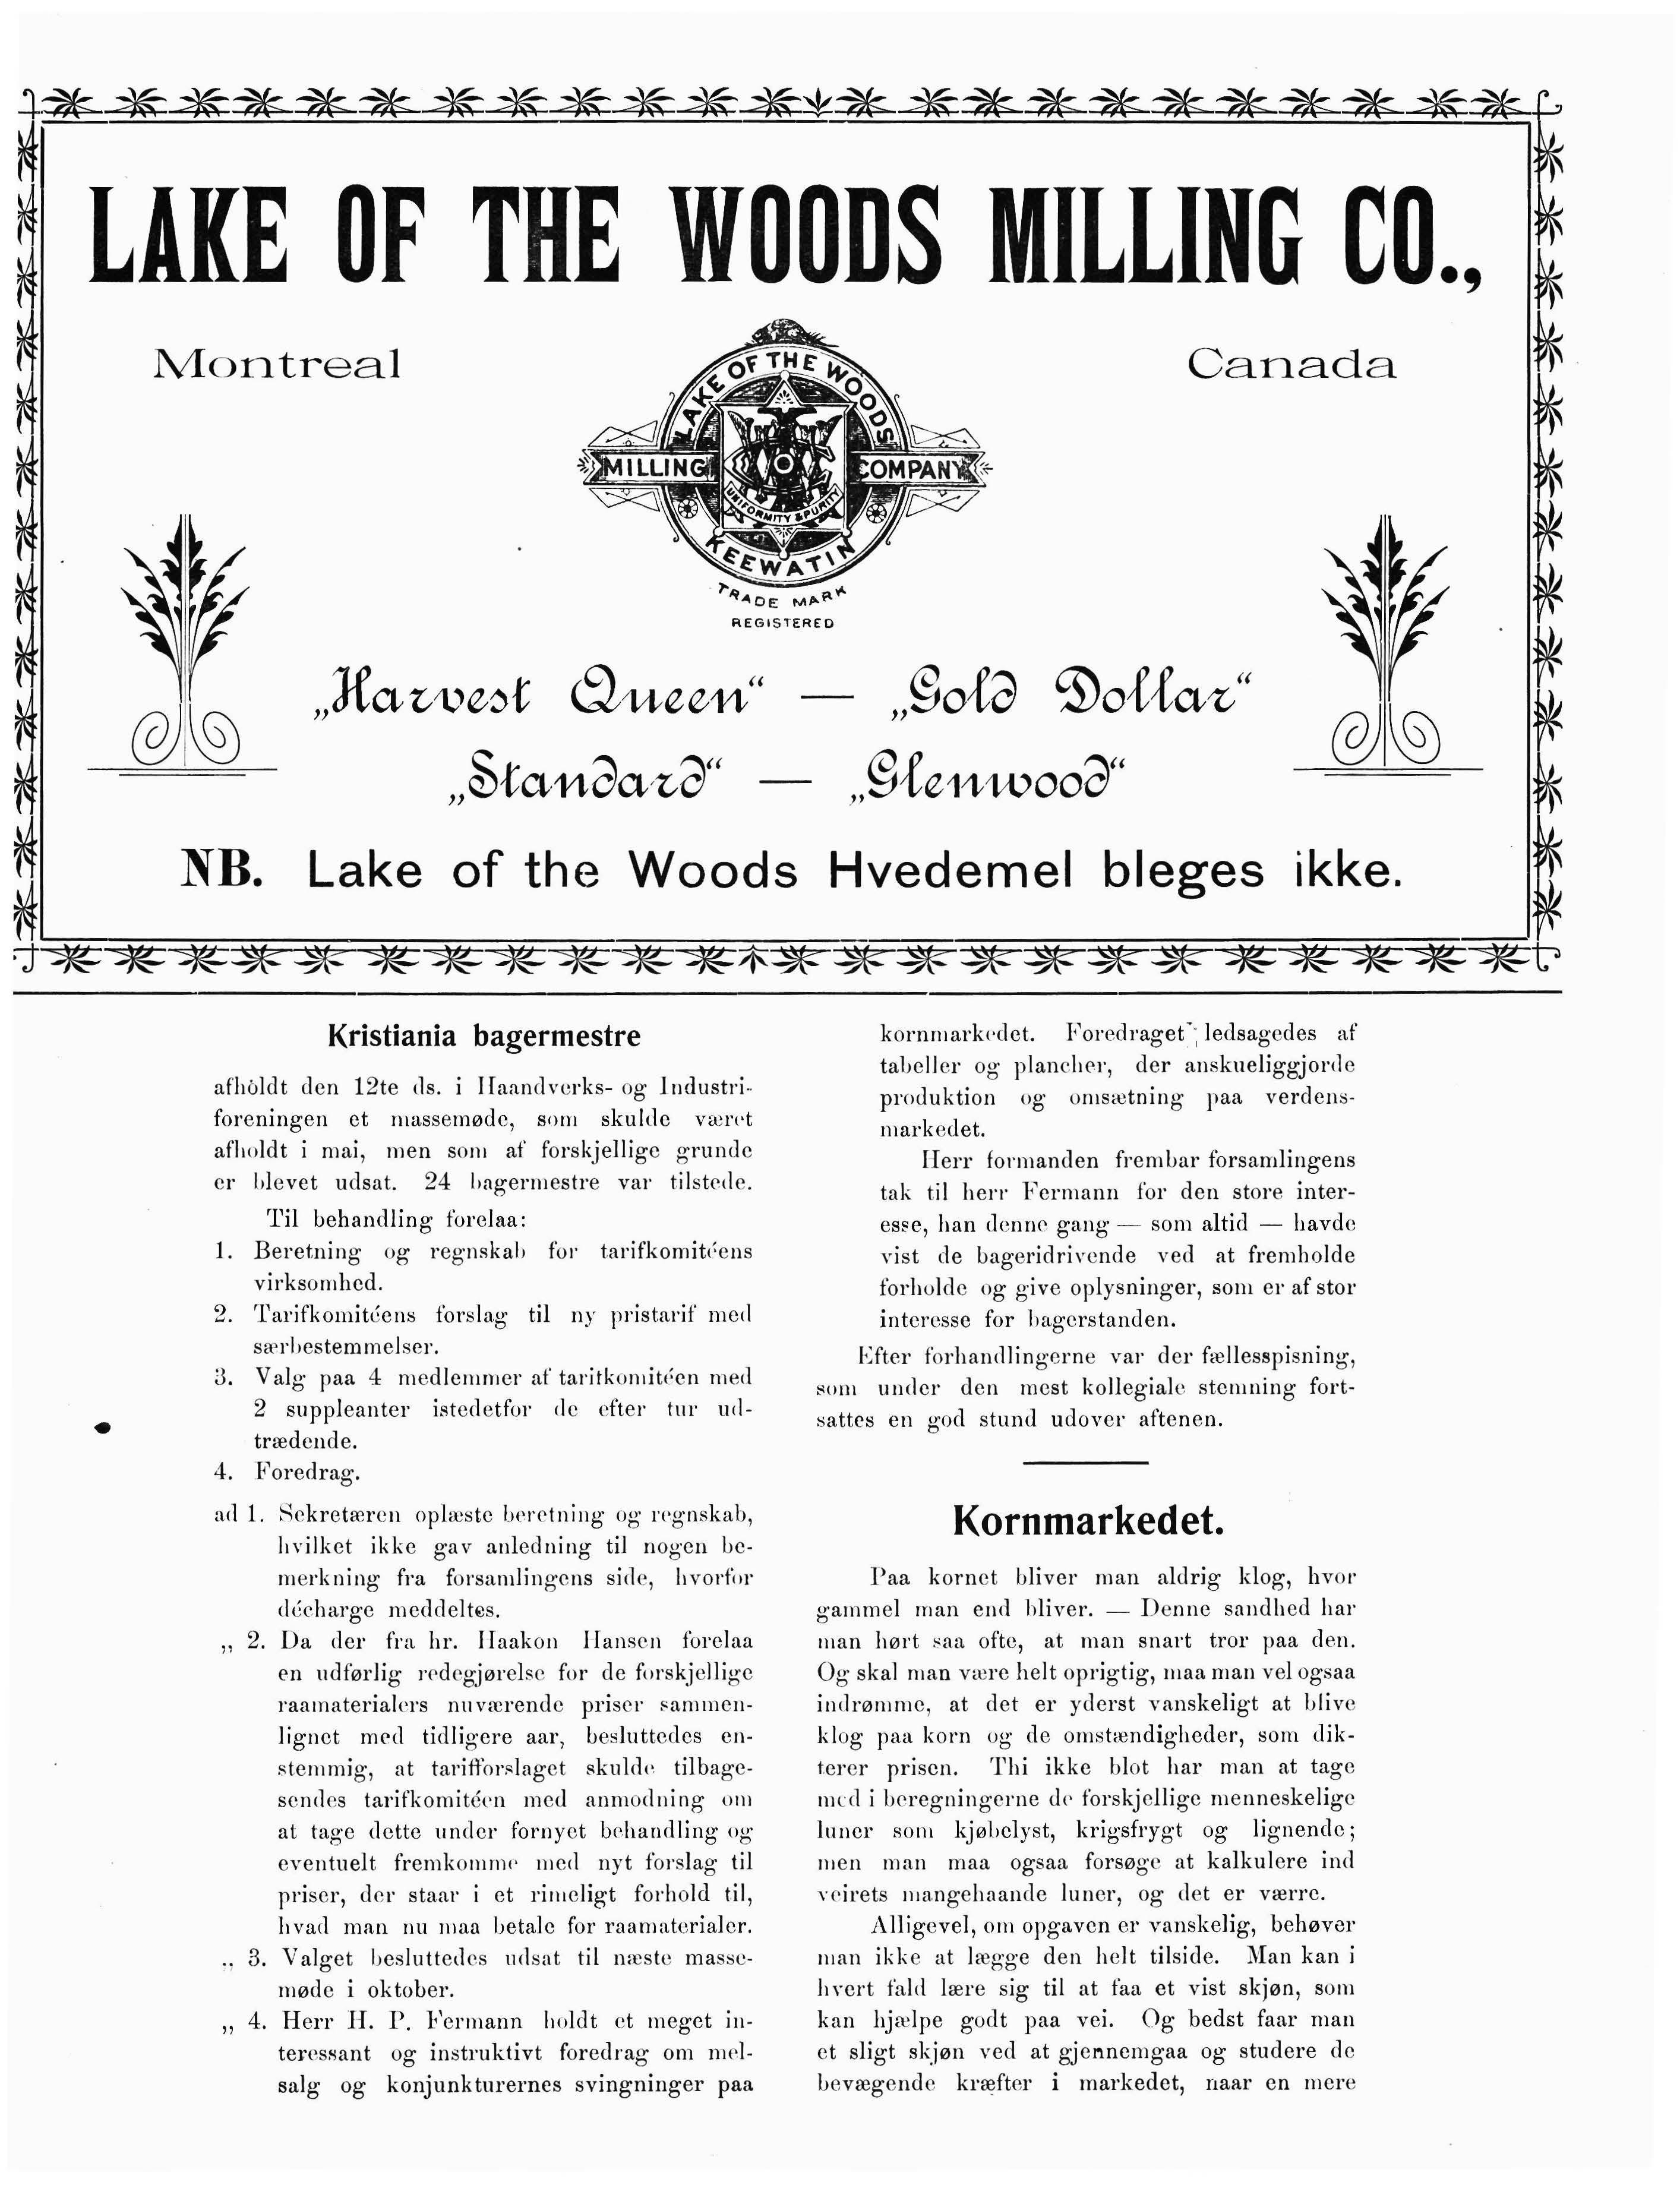 LAKE OF THE WOODS MILLING CO.,
Montreal
Canada
LAKE OF THE WOODS
MILLING COMPANY
UNIFORMITY & PURITY
KEEWATIN
TRADE MARK
REGISTERED
„Harvest Queen“ — „Gold Dollar“
„Standard“ — „Glenwood“
NB. Lake of the Woods Hvedemel bleges ikke.
Kristiania bagermestre
afholdt den 12te ds. i Haandverks- og Industri-
foreningen et massemøde, som skulde været
afholdt i mai, men som af forskjellige grunde
er blevet udsat. 24 bagermestre var tilstede.
Til behandling forelaa:
1. Beretning og regnskab for tarifkomitéens
virksomhed.
2. Tarifkomitéens forslag til ny pristarif med
særbestemmelser.
3. Valg paa 4 medlemmer af tarifkomitéen med
2 suppleanter istedetfor de efter tur ud-
trædende.
4. Foredrag.
ad 1. Sekretæren oplæste beretning og regnskab,
hvilket ikke gav anledning til nogen be-
merkning fra forsamlingens side, hvorfor
décharge meddeltes.
„ 2. Da der fra hr. Haakon Hansen forelaa
en udførlig redegjørelse for de forskjellige
raamaterialers nuværende priser sammen-
lignet med tidligere aar, besluttedes en-
stemmig, at tarifforslaget skulde tilbage-
sendes tarifkomitéen med anmodning om
at tage dette under fornyet behandling og
eventuelt fremkomme med nyt forslag til
priser, der staar i et rimeligt forhold til,
hvad man nu maa betale for raamaterialer.
„ 3. Valget besluttedes udsat til næste masse-
møde i oktober.
„ 4. Herr H. P. Fermann holdt et meget in-
teressant og instruktivt foredrag om mel-
salg og konjunkturernes svingninger paa
kornmarkedet. Foredraget ledsagedes af
tabeller og plancher, der anskueliggjorde
produktion og omsætning paa verdens-
markedet.
Herr formanden frembar forsamlingens
tak til herr Fermann for den store inter-
esse, han denne gang — som altid — havde
vist de bageridrivende ved at fremholde
forholde og give oplysninger, som er af stor
interesse for bagerstanden.
Efter forhandlingerne var der fællesspisning,
som under den mest kollegiale stemning fort-
sattes en god stund udover aftenen.
Kornmarkedet.
Paa kornet bliver man aldrig klog, hvor
gammel man end bliver. — Denne sandhed har
man hørt saa ofte, at man snart tror paa den.
Og skal man være helt oprigtig, maa man vel ogsaa
indrømme, at det er yderst vanskeligt at blive
klog paa korn og de omstændigheder, som dik-
terer prisen. Thi ikke blot har man at tage
med i beregningerne de forskjellige menneskelige
luner som kjøbelyst, krigsfrygt og lignende;
men man maa ogsaa forsøge at kalkulere ind
veirets mangehaande luner, og det er værre.
Alligevel, om opgaven er vanskelig, behøver
man ikke at lægge den helt tilside. Man kan i
hvert fald lære sig til at faa et vist skjøn, som
kan hjælpe godt paa vei. Og bedst faar man
et sligt skjøn ved at gjennemgaa og studere de
bevægende kræfter i markedet, naar en mere